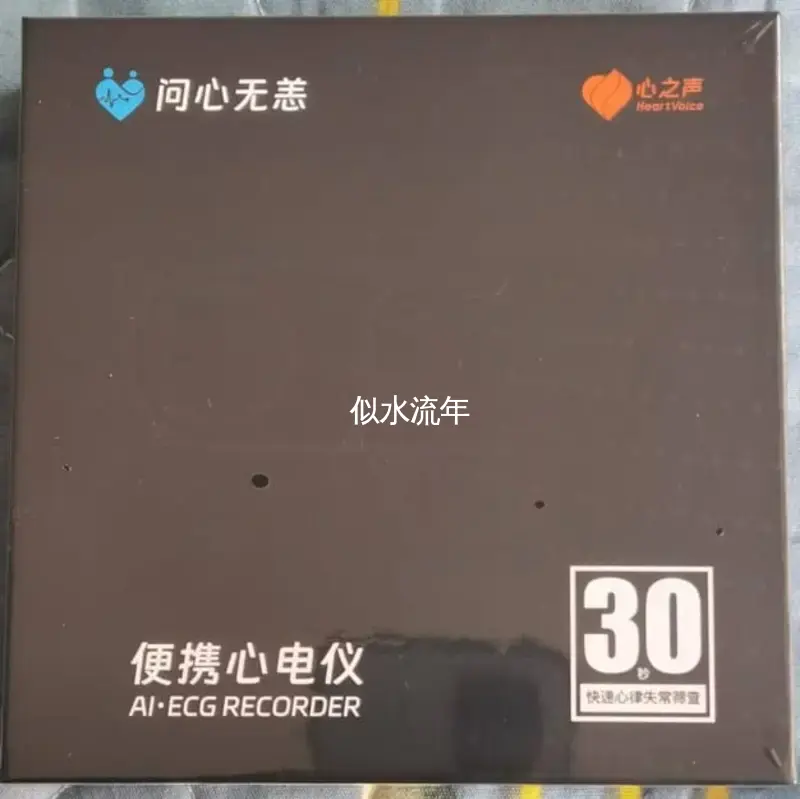 问心无恙
心之声
HeartVoice
似水流年
便携心电仪
AI·ECG RECORDER
30
秒
快速心律失常筛查